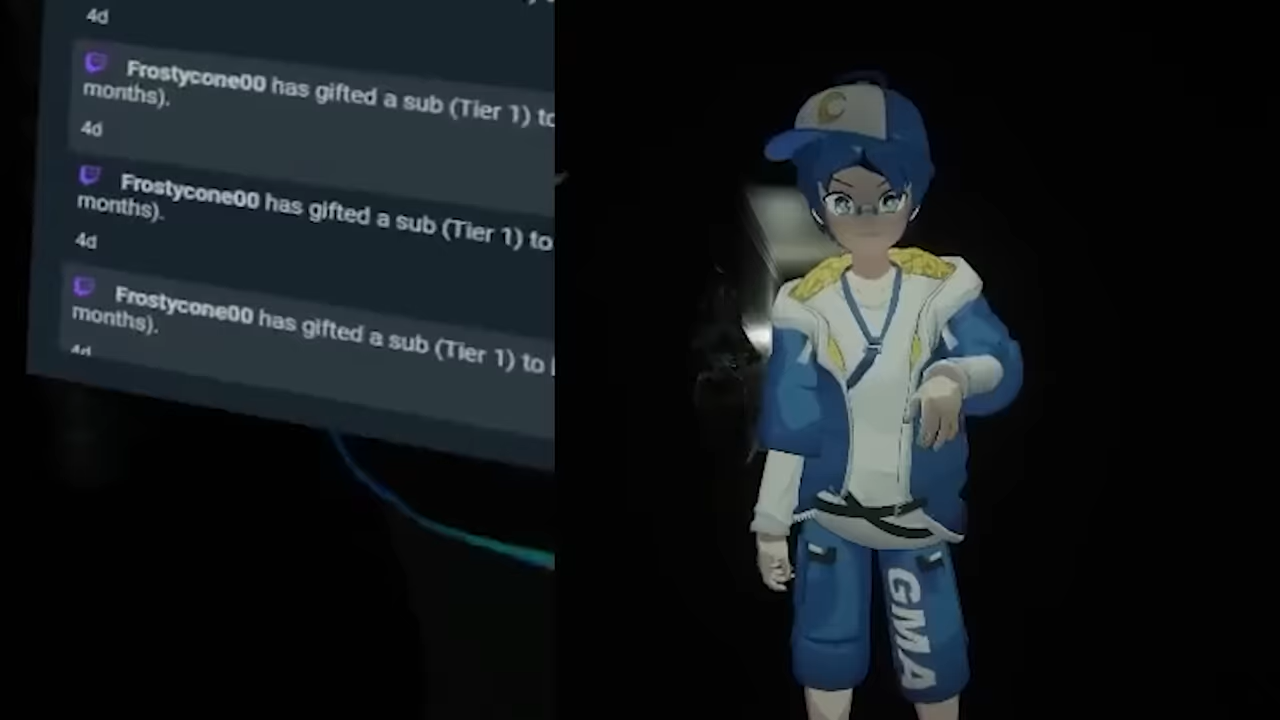 4d
Frostycone00 has gifted a sub (Tier 1) to
months).
4d
Frostycone00 has gifted a sub (Tier 1) to
months).
4d
Frostycone00 has gifted a sub (Tier 1) to
months).
4d
C
GMA